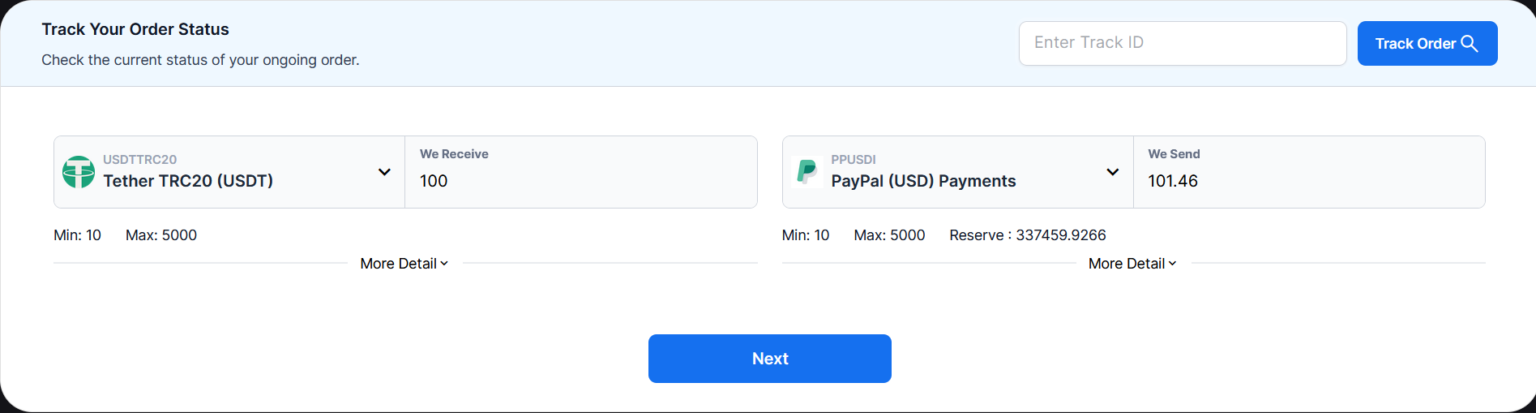 Track Your Order Status
Check the current status of your ongoing order.
Enter Track ID
Track Order
USDTTRC20
Tether TRC20 (USDT)
We Receive
100
Min: 10 Max: 5000
More Detail
PPUSDI
PayPal (USD) Payments
We Send
101.46
Min: 10 Max: 5000 Reserve : 337459.9266
More Detail
Next